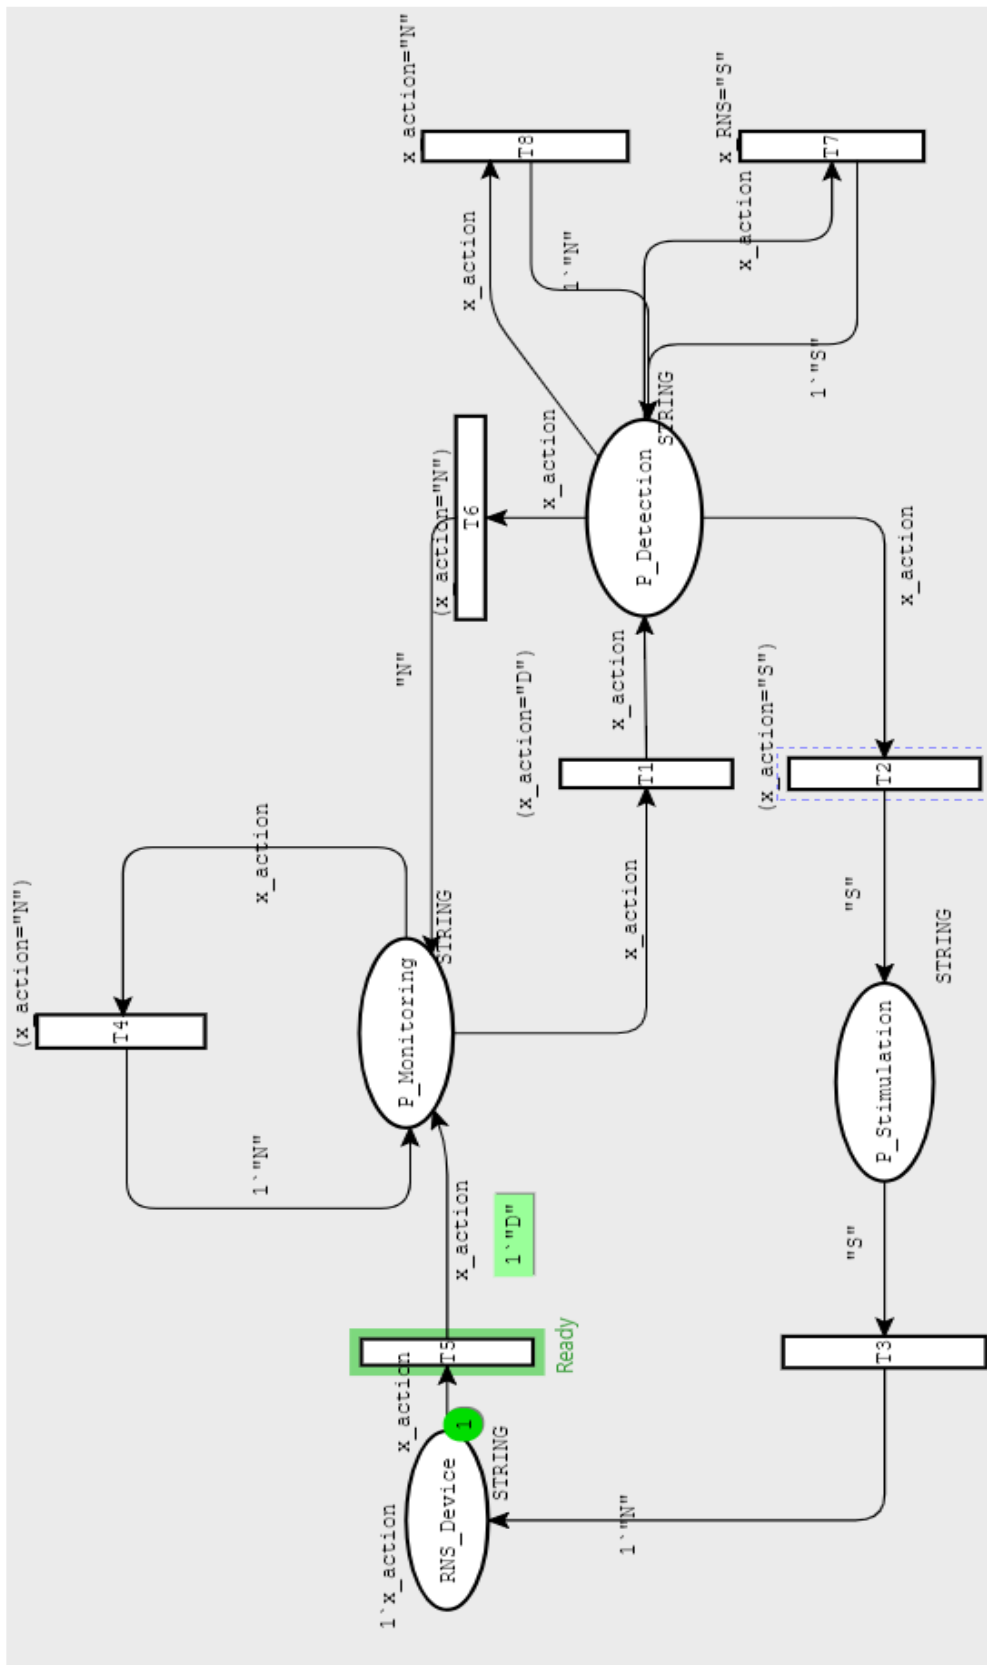 (x_action="N")
T4
1`"N"
x_action
1`x_action
x_action
P_Monitoring
"N"
x_action="N"
RNS_Device
1
T5
x_action
STRING
(x_action="N")
T6
x_action
STRING
1`"D"
(x_action="D")
x_action
T8
Ready
1`"N"
1`"N"
x_action
x_action
T1
P_Detection
STRING
x_RNS="S"
x_action
(x_action="S")
1`"S"
T7
"S"
"S"
T3
P_Stimulation
T2
x_action
STRING